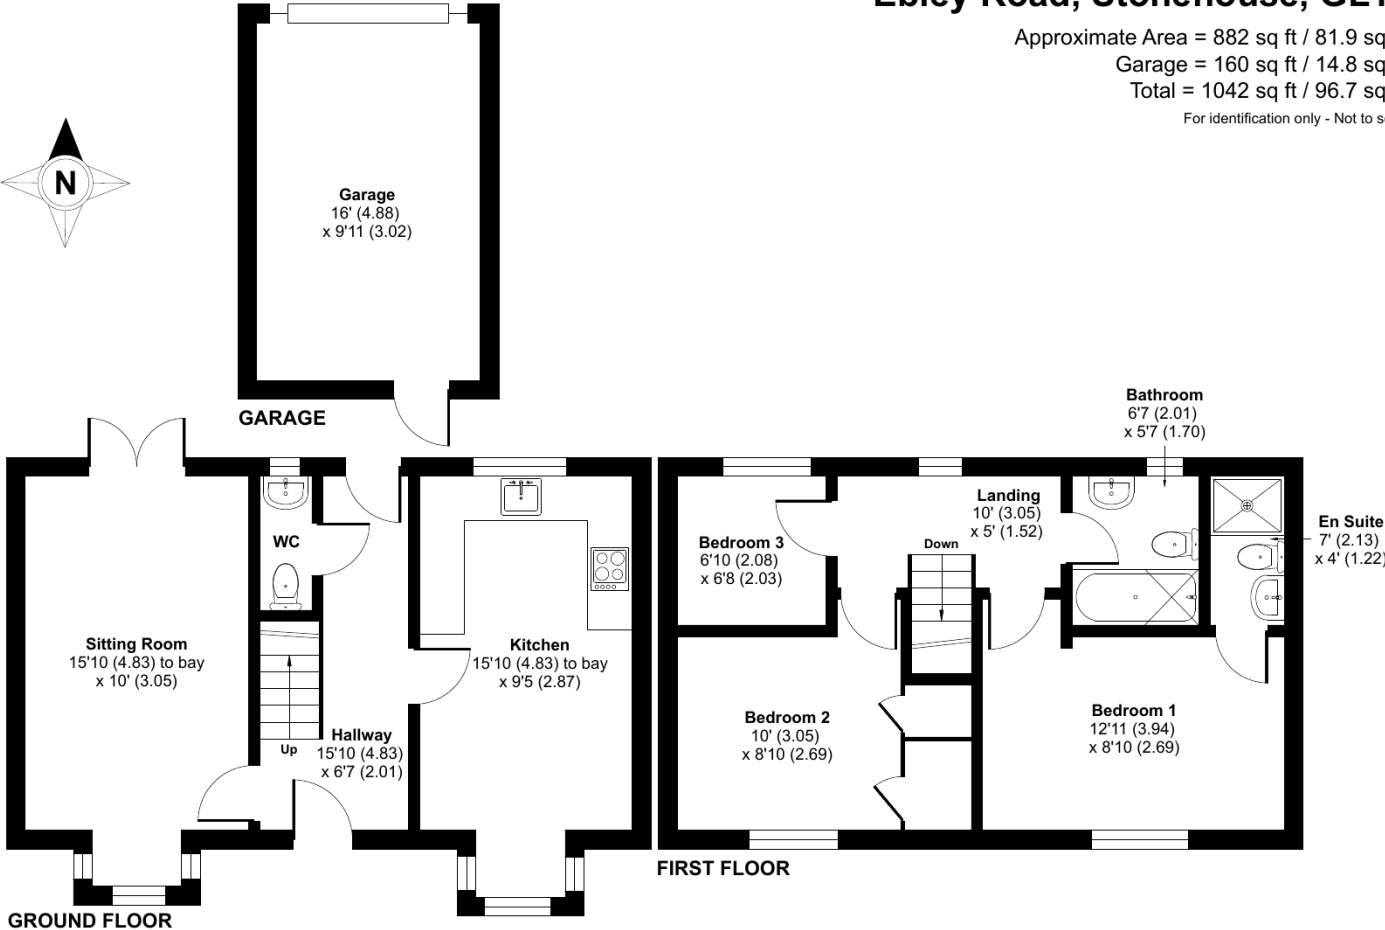 Approximate Area = 882 sq ft / 81.9 sq
Garage = 160 sq ft / 14.8 sq
Total = 1042 sq ft / 96.7 sq
For identification only - Not to
N
Garage
16' (4.88)
x 9'11 (3.02)
GARAGE
Bathroom
6'7 (2.01)
x 5'7 (1.70)
Landing
10' (3.05)
x 5' (1.52)
En Suite
7' (2.13)
x 4' (1.22)
WC
Bedroom 3
6'10 (2.08)
x 6'8 (2.03)
Down
Sitting Room
15'10 (4.83) to bay
x 10' (3.05)
Kitchen
15'10 (4.83) to bay
x 9'5 (2.87)
Hallway
15'10 (4.83)
x 6'7 (2.01)
Up
Bedroom 2
10' (3.05)
x 8'10 (2.69)
Bedroom 1
12'11 (3.94)
x 8'10 (2.69)
FIRST FLOOR
GROUND FLOOR